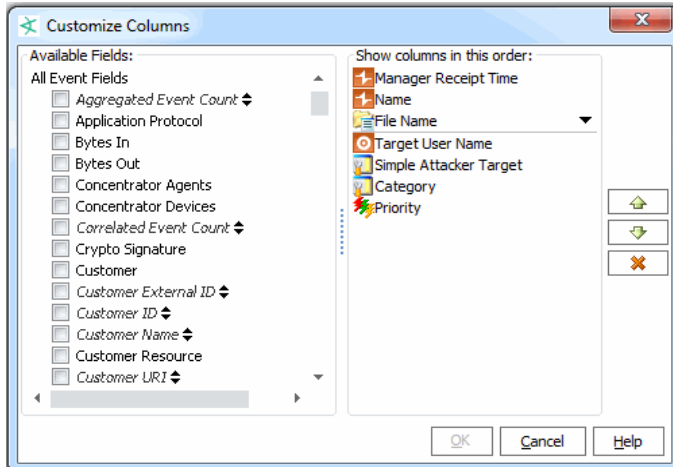 Customize Columns
Available Fields:
All Event Fields
Aggregated Event Count
Application Protocol
Bytes In
Bytes Out
Concentrator Agents
Concentrator Devices
Correlated Event Count
Crypto Signature
Customer
Customer External ID
Customer ID
Customer Name
Customer Resource
Customer URI
Show columns in this order:
Manager Receipt Time
Name
File Name
Target User Name
Simple Attacker Target
Category
Priority
OK
Cancel
Help